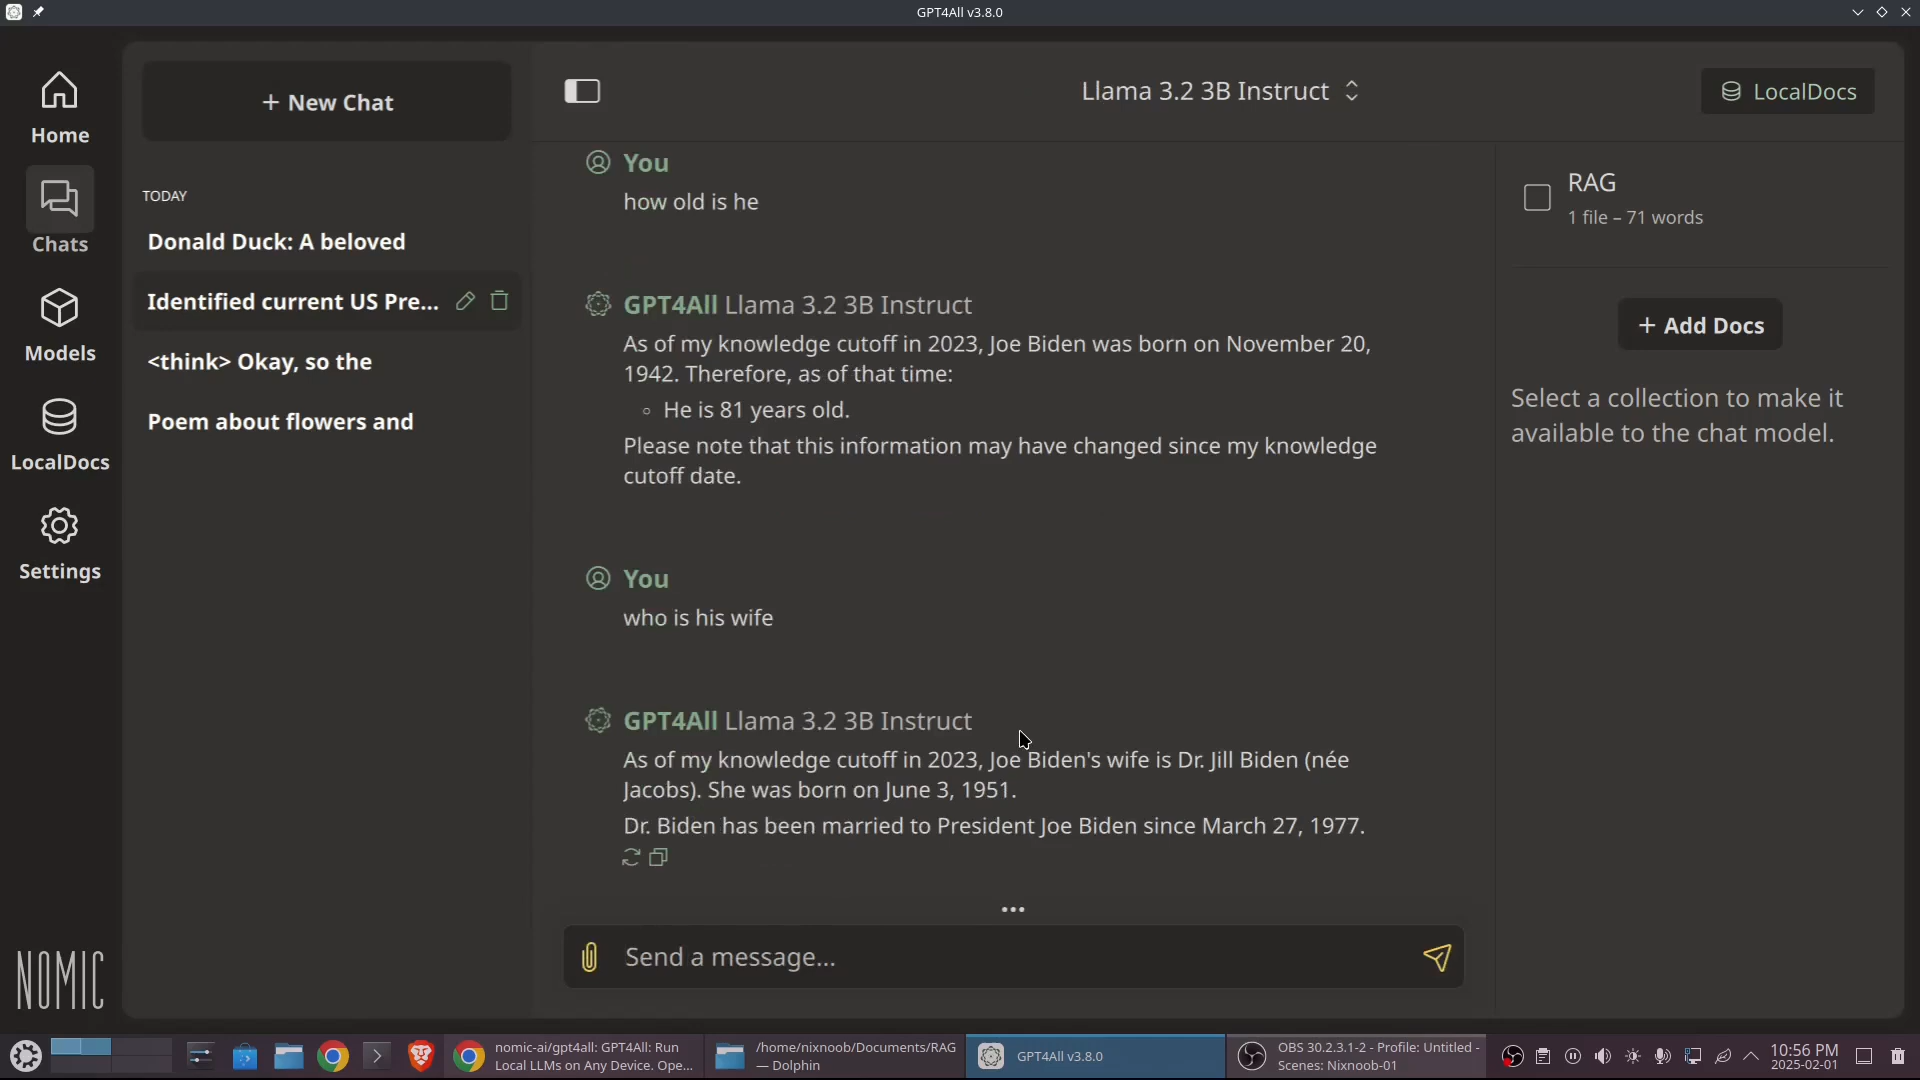 GPT4All v3.8.0
Home
Chats
Models
LocalDocs
Settings
NOMIC
+ New Chat
TODAY
Donald Duck: A beloved
Identified current US Pre...
<think> Okay, so the
Poem about flowers and
Llama 3.2 3B Instruct
LocalDocs
You
how old is he
GPT4All Llama 3.2 3B Instruct
As of my knowledge cutoff in 2023, Joe Biden was born on November 20,
1942. Therefore, as of that time:
◦ He is 81 years old.
Please note that this information may have changed since my knowledge
cutoff date.
You
who is his wife
GPT4All Llama 3.2 3B Instruct
As of my knowledge cutoff in 2023, Joe Biden's wife is Dr. Jill Biden (née
Jacobs). She was born on June 3, 1951.
Dr. Biden has been married to President Joe Biden since March 27, 1977.
Send a message...
RAG
1 file – 71 words
+ Add Docs
Select a collection to make it
available to the chat model.
nomic-ai/gpt4all: GPT4All: Run
Local LLMs on Any Device. Ope...
/home/nixnoob/Documents/RAG
— Dolphin
GPT4All v3.8.0
OBS 30.2.3.1-2 - Profile: Untitled -
Scenes: Nixnoob-01
10:56 PM
2025-02-01